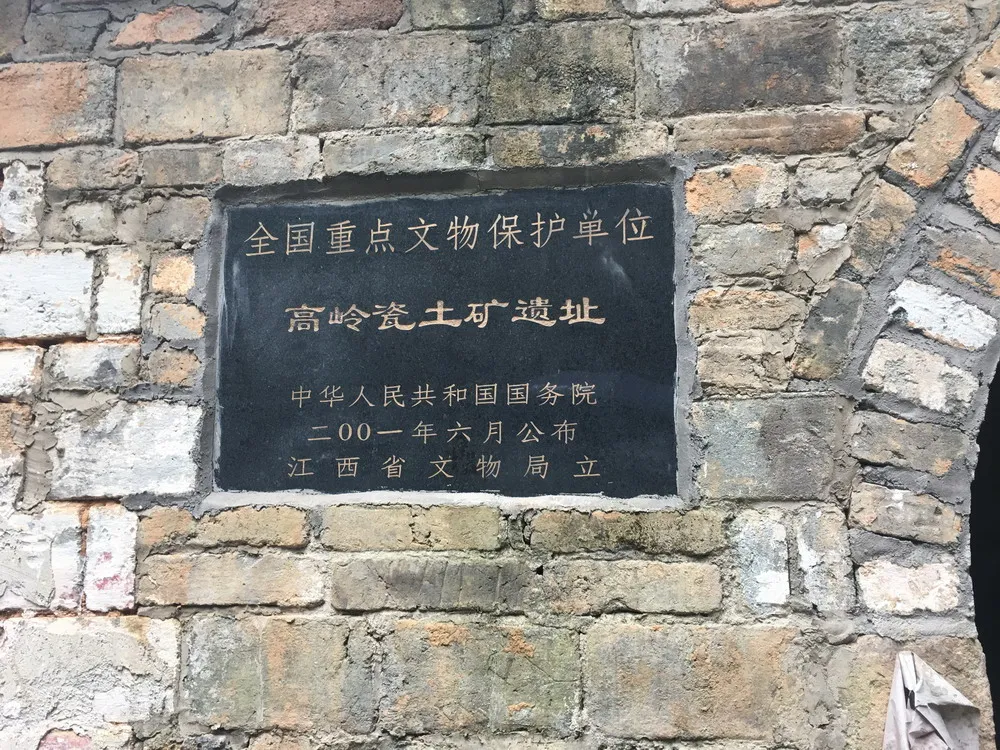 全国重点文物保护单位
高岭瓷土矿遗址
中华人民共和国国务院
二00一年六月公布
江西省文物局立